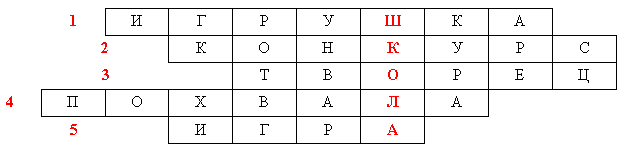 1 И Г Р У Ш К А
2 К О Н К У Р С
3 Т В О Р Е Ц
4 П О Х В А Л А
5 И Г Р А